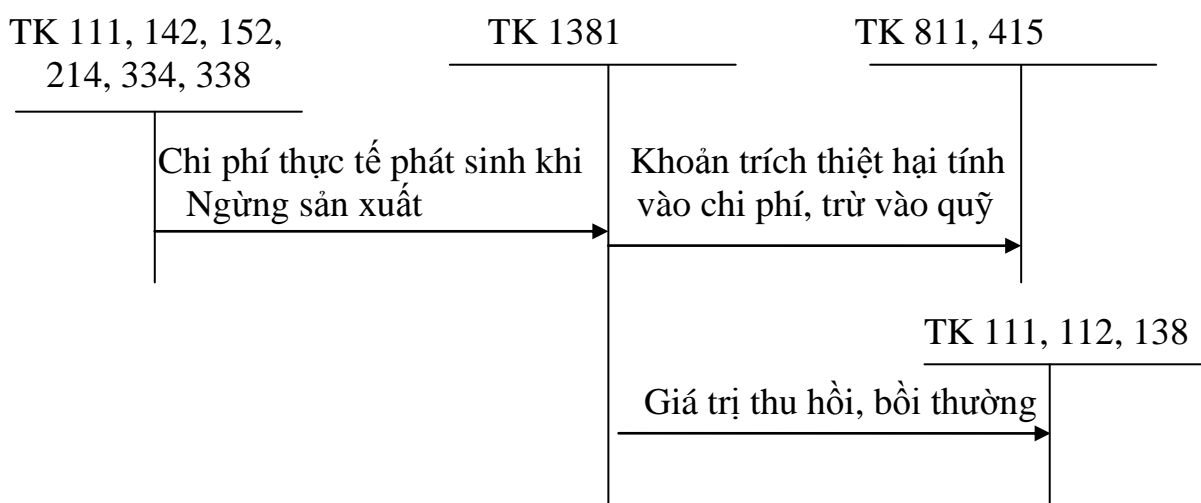 TK 111, 142, 152,
214, 334, 338
TK 1381
TK 811, 415
Chi phí thực tế phát sinh khi
Ngừng sản xuất
Khoản trích thiệt hại tính
vào chi phí, trừ vào quỹ
TK 111, 112, 138
Giá trị thu hồi, bồi thường